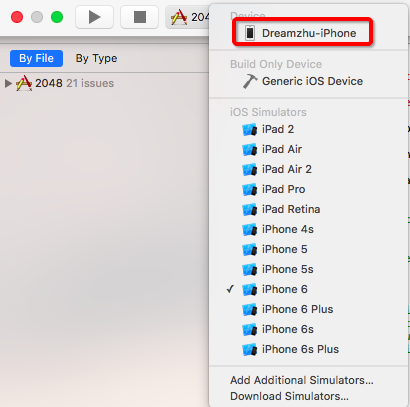 204
Device
Dreamzhu-iPhone
By File
By Type
Build Only Device
Generic iOS Device
2048 21 issues
iOS Simulators
iPad 2
iPad Air
iPad Air 2
iPad Pro
iPad Retina
iPhone 4s
iPhone 5
iPhone 5s
✓ iPhone 6
iPhone 6 Plus
iPhone 6s
iPhone 6s Plus
Add Additional Simulators...
Download Simulators...